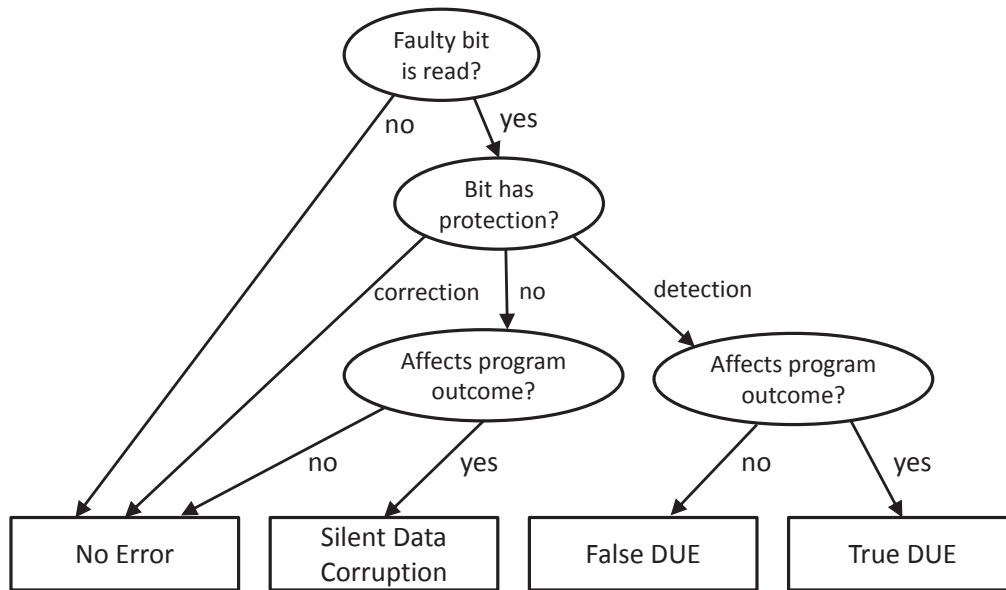 Faulty bit
is read?
no
yes
Bit has
protection?
correction
no
detection
Affects program
outcome?
Affects program
outcome?
no
yes
no
yes
No Error
Silent Data
Corruption
False DUE
True DUE